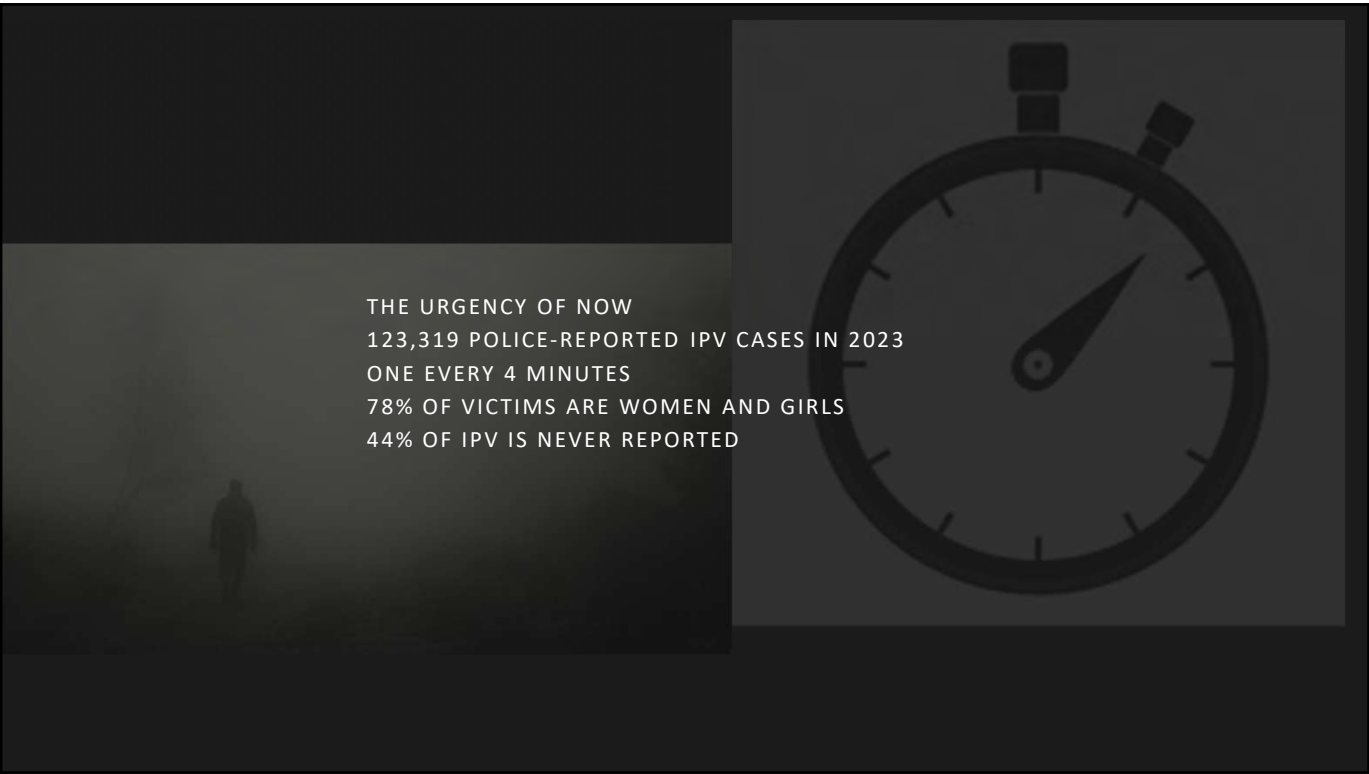 THE URGENCY OF NOW
123,319 POLICE-REPORTED IPV CASES IN 2023
ONE EVERY 4 MINUTES
78% OF VICTIMS ARE WOMEN AND GIRLS
44% OF IPV IS NEVER REPORTED